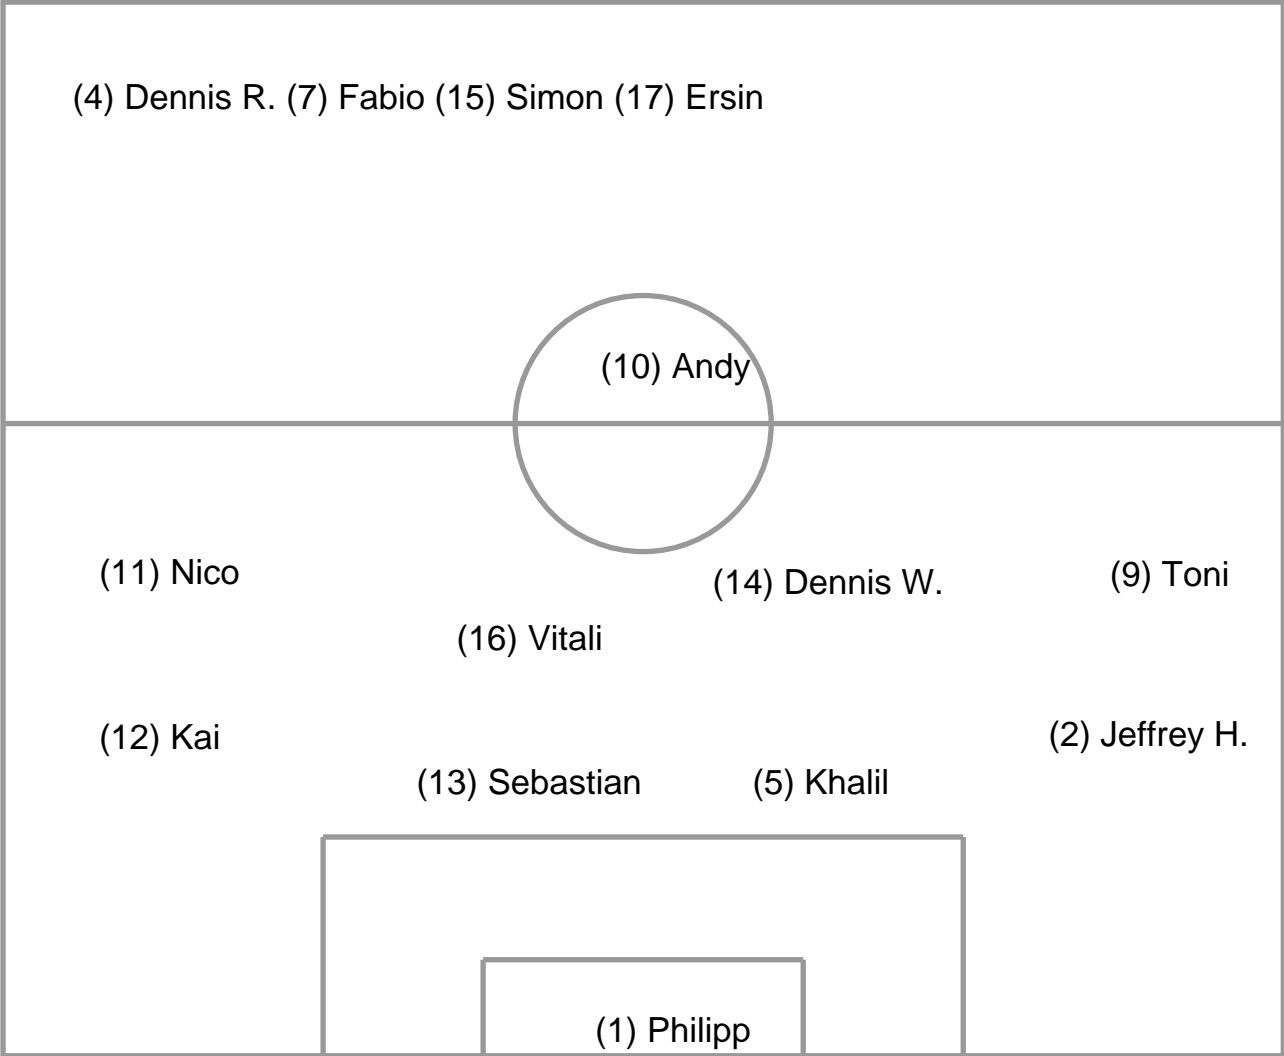 (4) Dennis R. (7) Fabio (15) Simon (17) Ersin
(10) Andy
(11) Nico
(14) Dennis W.
(9) Toni
(16) Vitali
(12) Kai
(2) Jeffrey H.
(13) Sebastian
(5) Khalil
(1) Philipp